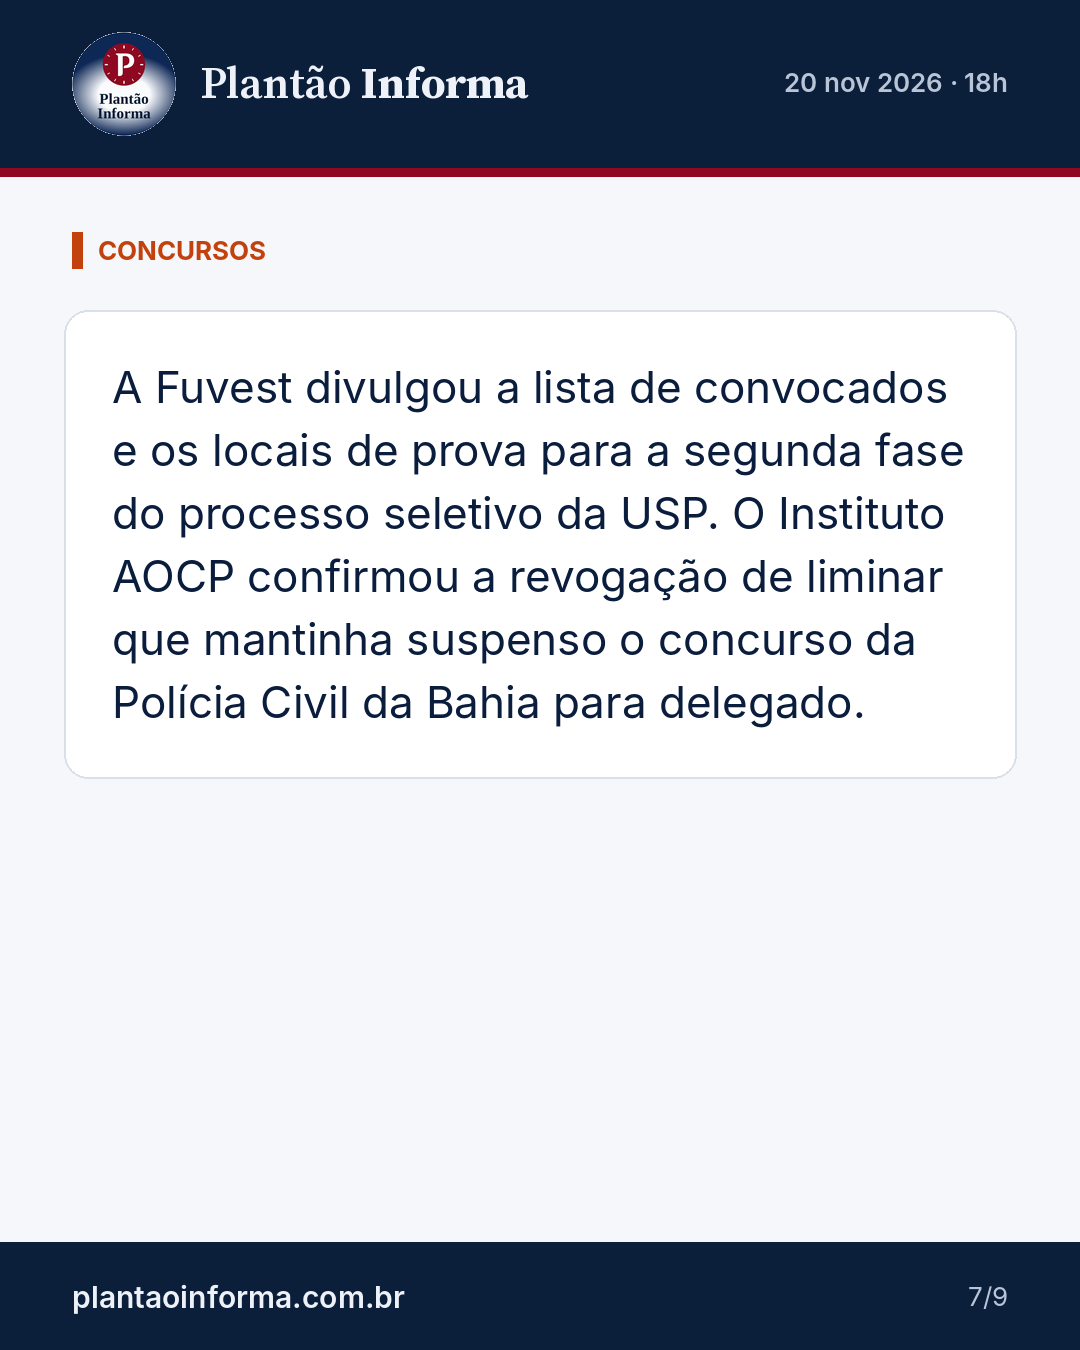 P
Plantão
Informa
Plantão Informa
20 nov 2026 · 18h
CONCURSOS
A Fuvest divulgou a lista de convocados
e os locais de prova para a segunda fase
do processo seletivo da USP. O Instituto
AOCP confirmou a revogação de liminar
que mantinha suspenso o concurso da
Polícia Civil da Bahia para delegado.
plantaoinforma.com.br
7/9